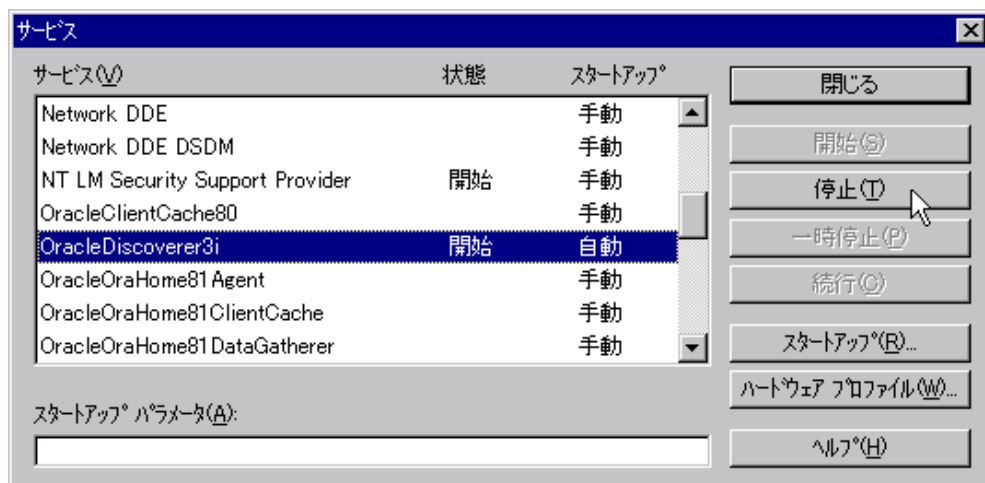 サービス
サービス(V) 状態 スタートアップ
Network DDE 手動
Network DDE DSDM 手動
NT LM Security Support Provider 開始 手動
OracleClientCache80 手動
OracleDiscoverer3i 開始 自動
OracleOraHome81Agent 手動
OracleOraHome81ClientCache 手動
OracleOraHome81DataGatherer 手動
スタートアップ パラメータ(A):
閉じる
開始(S)
停止(T)
一時停止(P)
続行(C)
スタートアップ(R)...
ハードウェア プロファイル(W)...
ヘルプ(H)